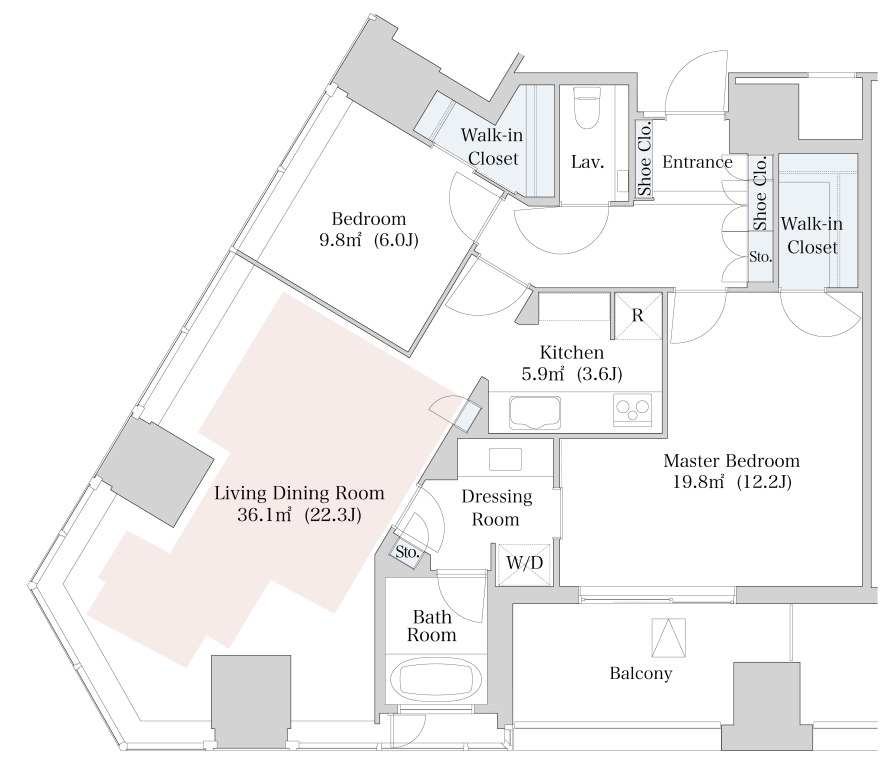 Walk-in
Closet
Lav.
Shoe Clo.
Entrance
Shoe Clo.
Sto.
Walk-in
Closet
Bedroom
9.8㎡ (6.0J)
R
Kitchen
5.9㎡ (3.6J)
Master Bedroom
19.8㎡ (12.2J)
Living Dining Room
36.1㎡ (22.3J)
Dressing
Room
Sto.
W/D
Bath
Room
Balcony